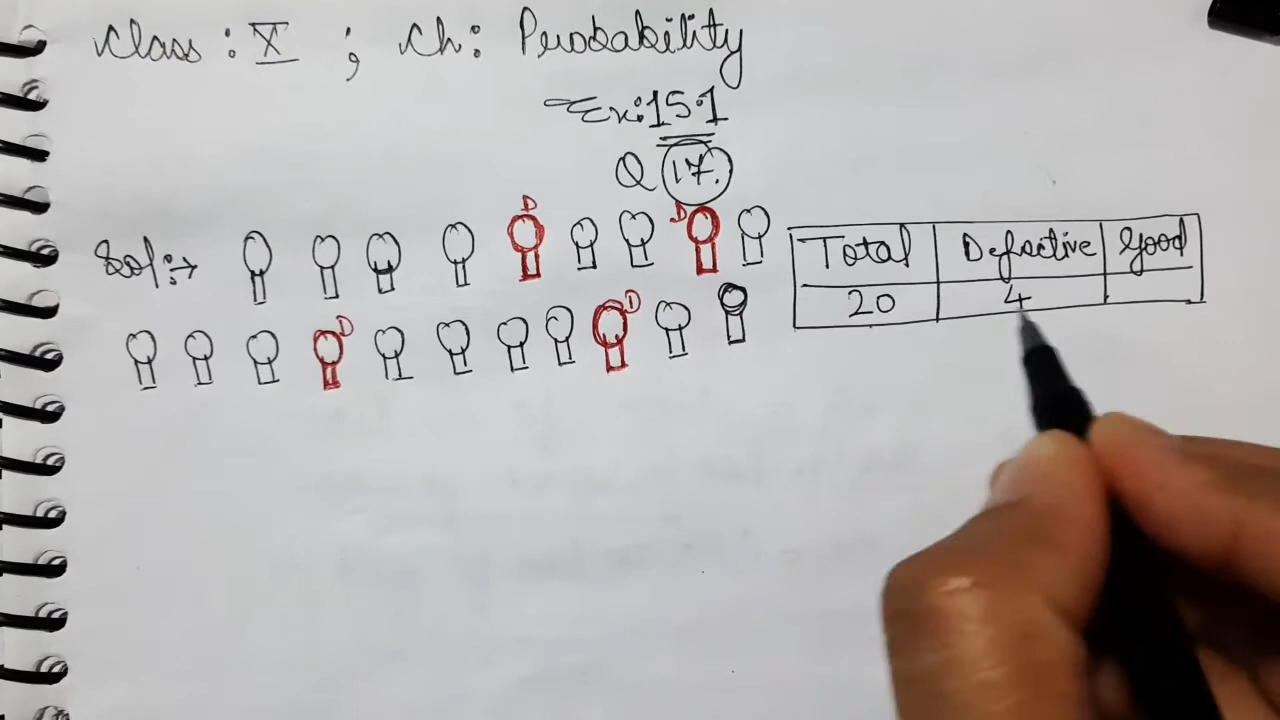 Class : X ; Ch: Probability
Ex: 15.1
Q 17.
Sol:→
D
D
D
D
Total Defective Good
20 4